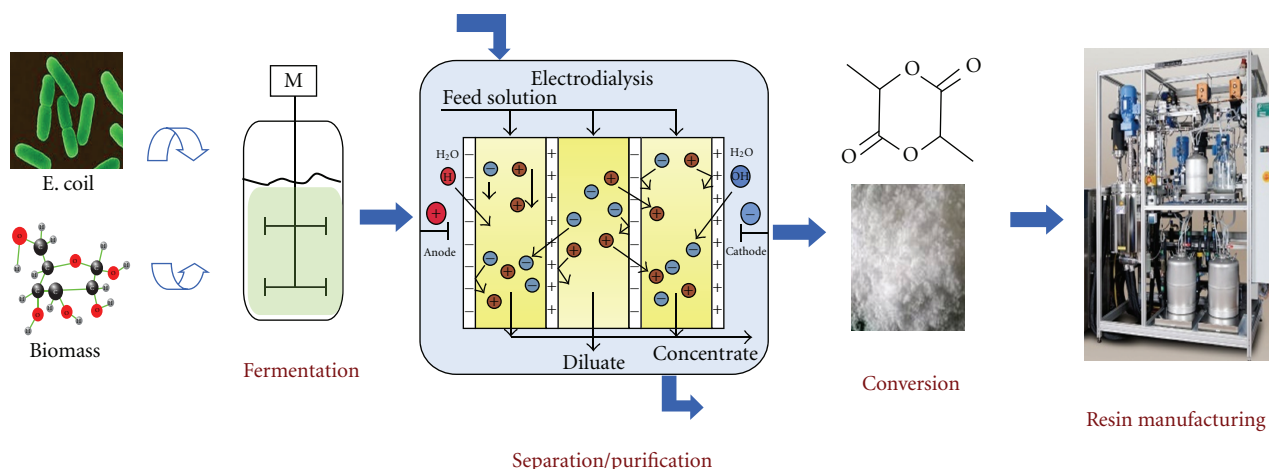 E. coil
Biomass
M
Fermentation
Electrodialysis
Feed solution
H₂O
H
+
Anode
H₂O
OH
−
Cathode
Diluate
Concentrate
Separation/purification
O
O
O
O
Conversion
Resin manufacturing